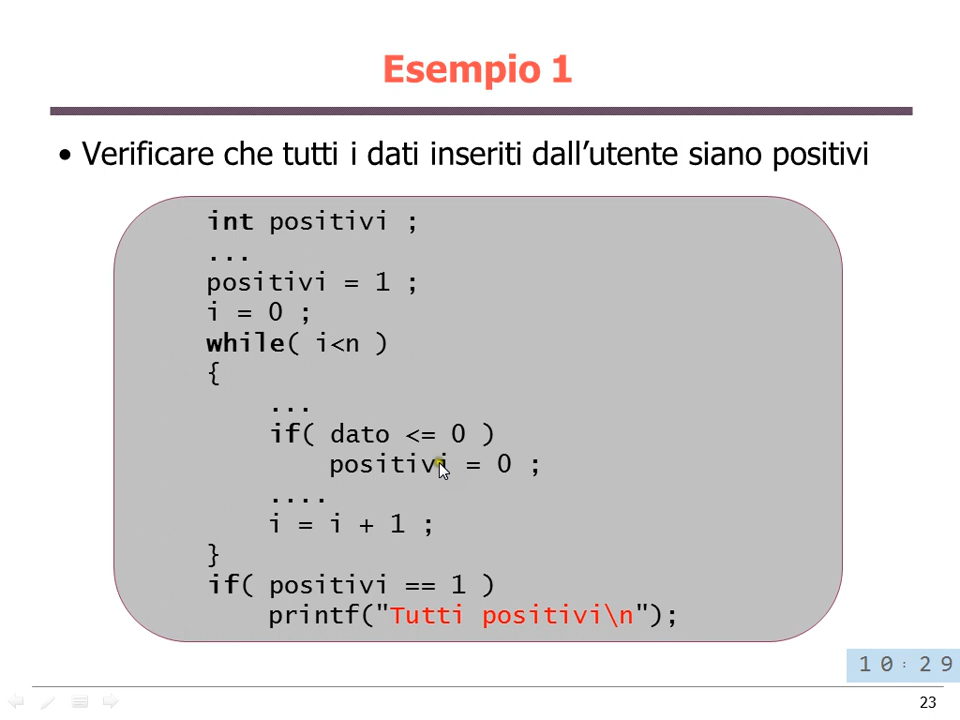 Esempio 1
• Verificare che tutti i dati inseriti dall’utente siano positivi
int positivi ;
...
positivi = 1 ;
i = 0 ;
while( i<n )
{
...
if( dato <= 0 )
positivi = 0 ;
....
i = i + 1 ;
}
if( positivi == 1 )
printf("Tutti positivi\n");
10:29
23